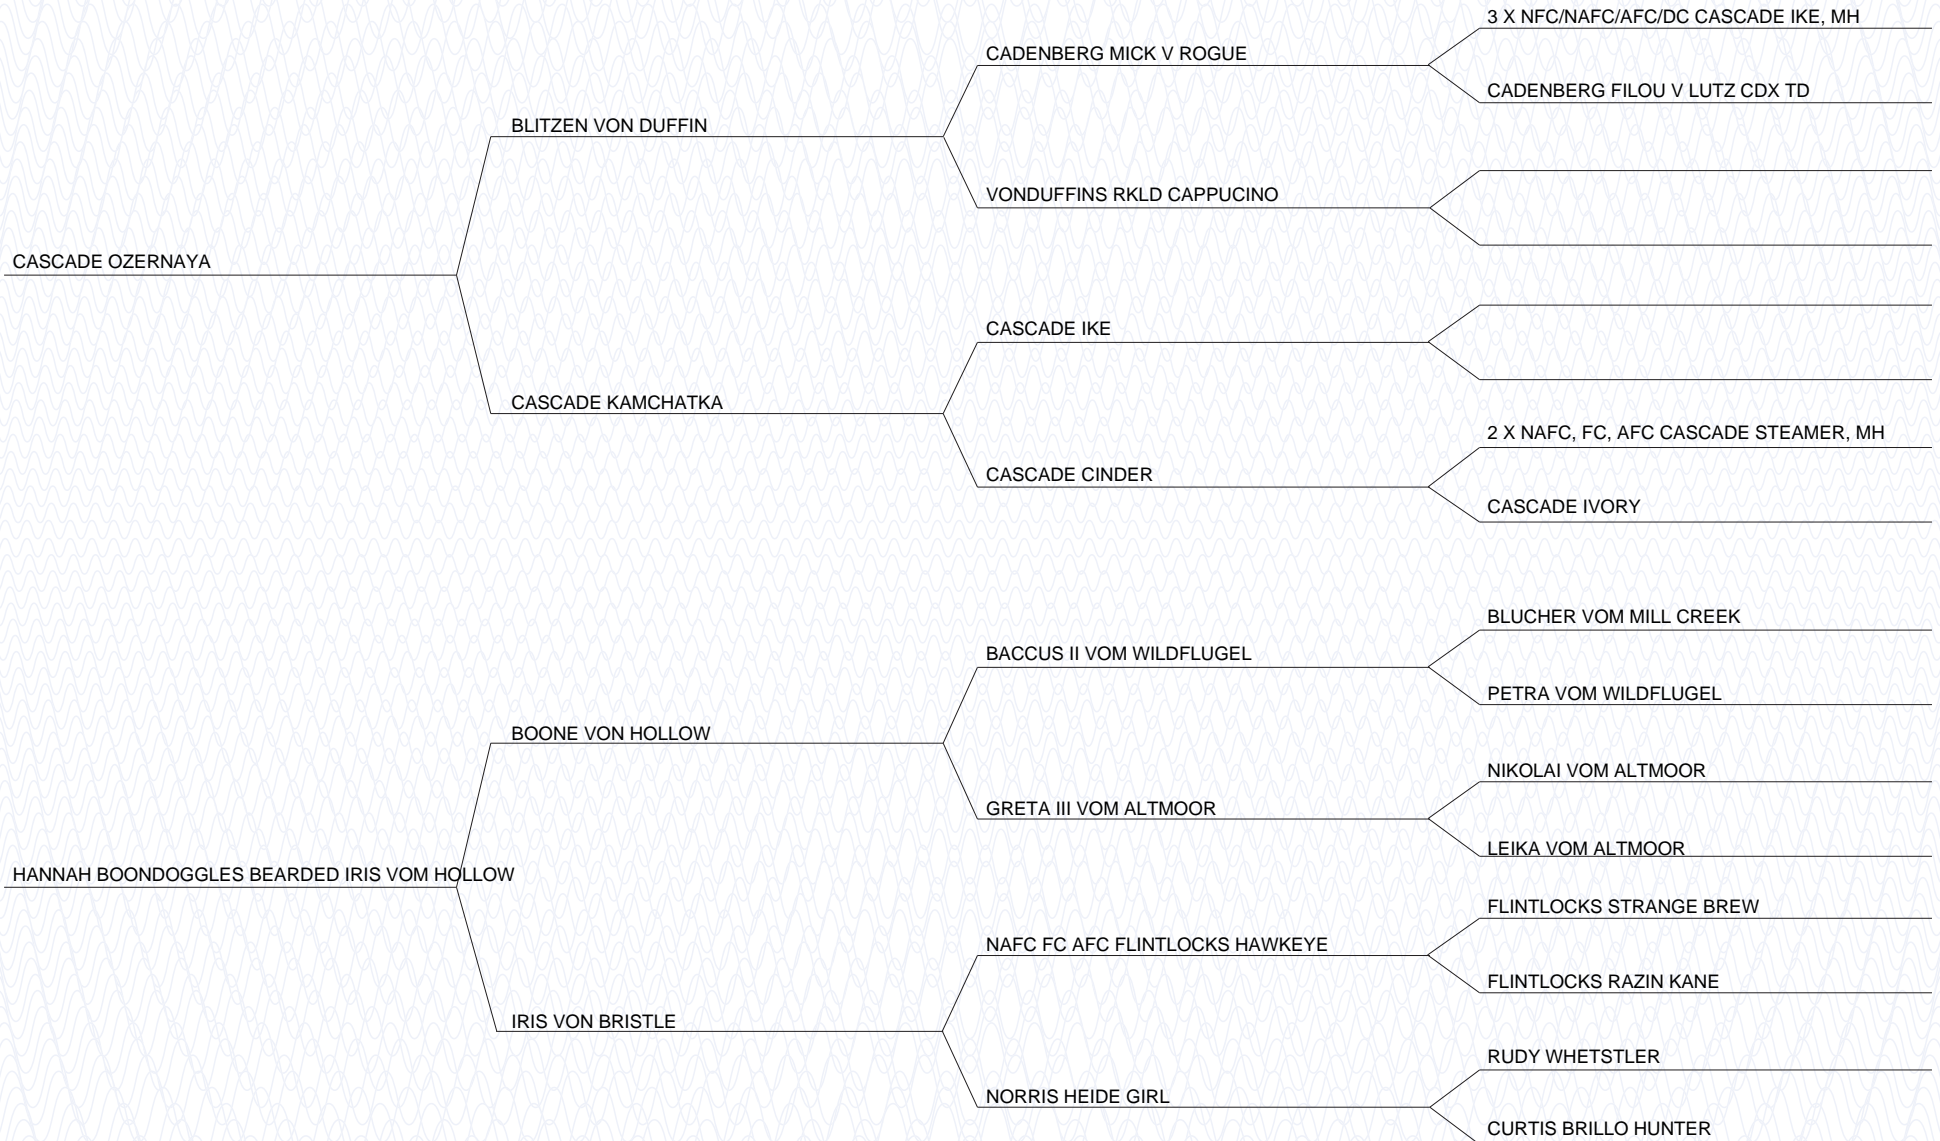 3 X NFC/NAFC/AFC/DC CASCADE IKE, MH
CADENBERG MICK V ROGUE
CADENBERG FILOU V LUTZ CDX TD
BLITZEN VON DUFFIN
VONDUFFINS RKLD CAPPUCINO
CASCADE OZERNAYA
CASCADE IKE
CASCADE KAMCHATKA
2 X NAFC, FC, AFC CASCADE STEAMER, MH
CASCADE CINDER
CASCADE IVORY
BLUCHER VOM MILL CREEK
BACCUS II VOM WILDFLUGEL
PETRA VOM WILDFLUGEL
BOONE VON HOLLOW
NIKOLAI VOM ALTMOOR
GRETA III VOM ALTMOOR
LEIKA VOM ALTMOOR
HANNAH BOONDOGGLES BEARDED IRIS VOM HOLLOW
FLINTLOCKS STRANGE BREW
NAFC FC AFC FLINTLOCKS HAWKEYE
FLINTLOCKS RAZIN KANE
IRIS VON BRISTLE
RUDY WHETSTLER
NORRIS HEIDE GIRL
CURTIS BRILLO HUNTER